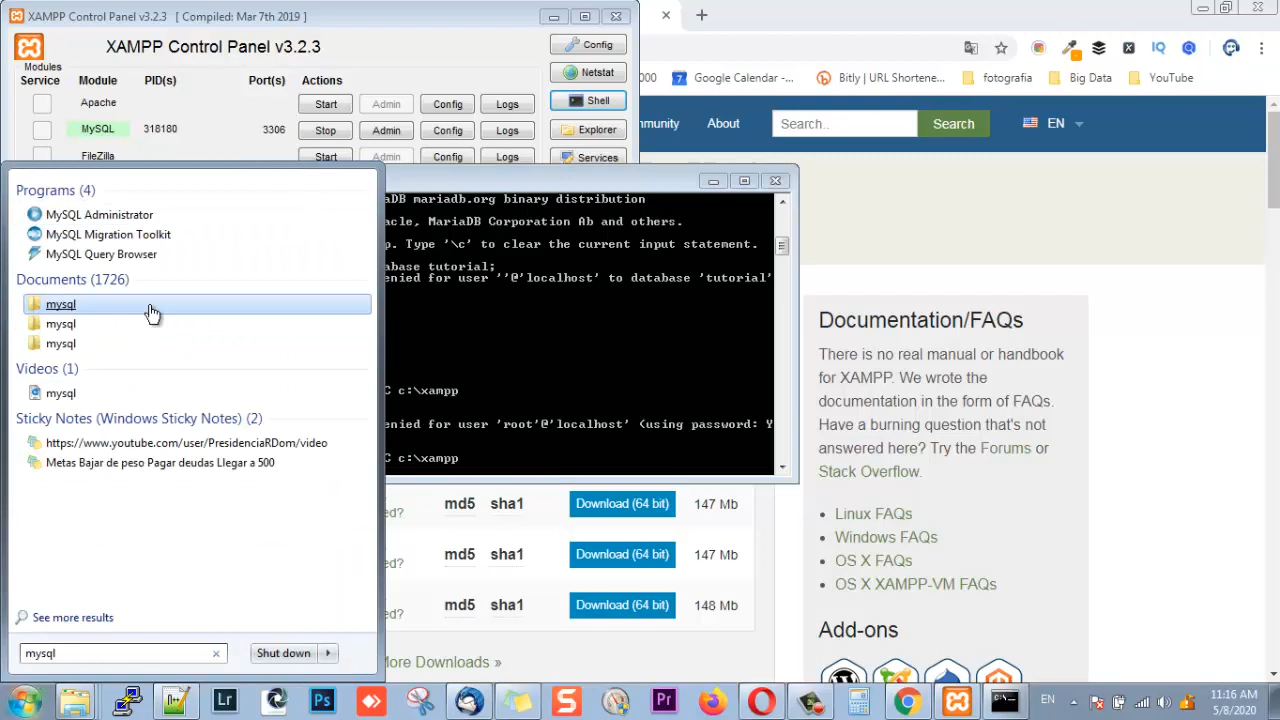 XAMPP Control Panel v3.2.3 [ Compiled: Mar 7th 2019 ]
XAMPP Control Panel v3.2.3
Config
Modules
Service Module PID(s) Port(s) Actions
Netstat
Apache Start Admin Config Logs
Shell
MySQL 318180 3306 Stop Admin Config Logs
Explorer
FileZilla Start Admin Config Logs
Services
000 Google Calendar -... Bitly | URL Shortene... fotografia Big Data YouTube
7
IQ
X
mmunity About Search.. Search EN
Programs (4)
MySQL Administrator
MySQL Migration Toolkit
MySQL Query Browser
Documents (1726)
mysql
mysql
mysql
Videos (1)
mysql
Sticky Notes (Windows Sticky Notes) (2)
https://www.youtube.com/user/PresidenciaRDom/video
Metas Bajar de peso Pagar deudas Llegar a 500
See more results
mysql
Shut down
aDB mariadb.org binary distribution
acle, MariaDB Corporation Ab and others.
p. Type '\c' to clear the current input statement.
abase tutorial;
enied for user ''@'localhost' to database 'tutorial'
C c:\xampp
enied for user 'root'@'localhost' (using password: Y
C c:\xampp
ed? md5 sha1 Download (64 bit) 147 Mb
md5 sha1 Download (64 bit) 147 Mb
ed? md5 sha1 Download (64 bit) 148 Mb
More Downloads »
Documentation/FAQs
There is no real manual or handbook
for XAMPP. We wrote the
documentation in the form of FAQs.
Have a burning question that's not
answered here? Try the Forums or
Stack Overflow.
Linux FAQs
Windows FAQs
OS X FAQs
OS X XAMPP-VM FAQs
Add-ons
Lr
Ps
S
Pr
EN
11:16 AM
5/8/2020